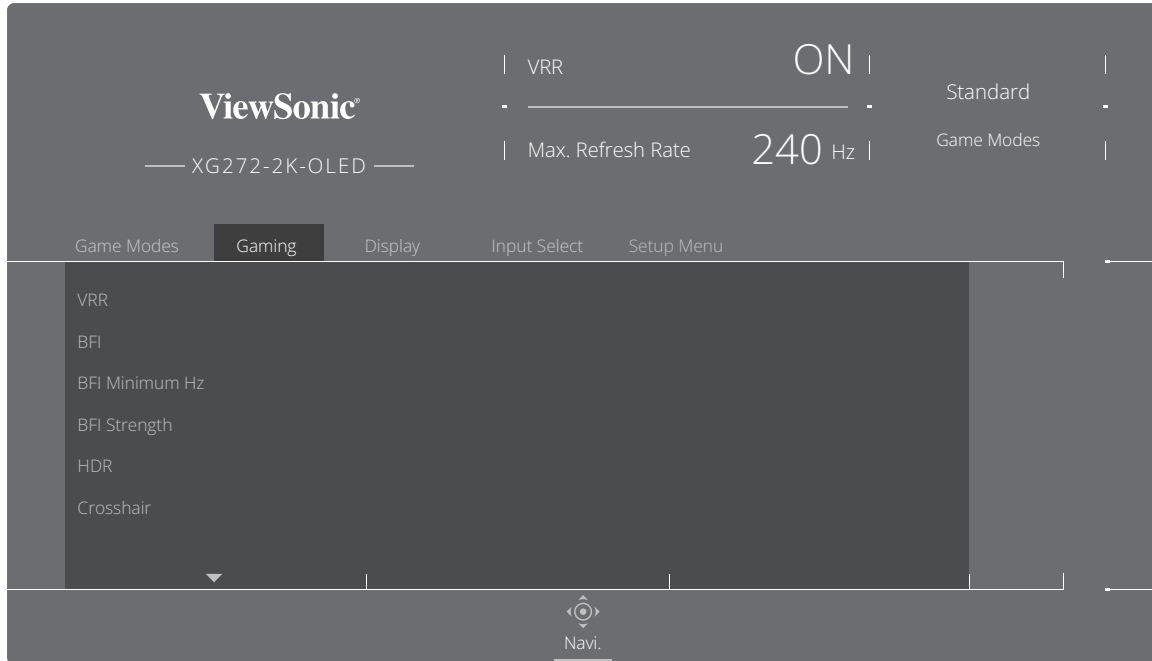 ViewSonic®
XG272-2K-OLED
VRR ON
Max. Refresh Rate 240 Hz
Standard
Game Modes
Game Modes Gaming Display Input Select Setup Menu
VRR
BFI
BFI Minimum Hz
BFI Strength
HDR
Crosshair
Navi.